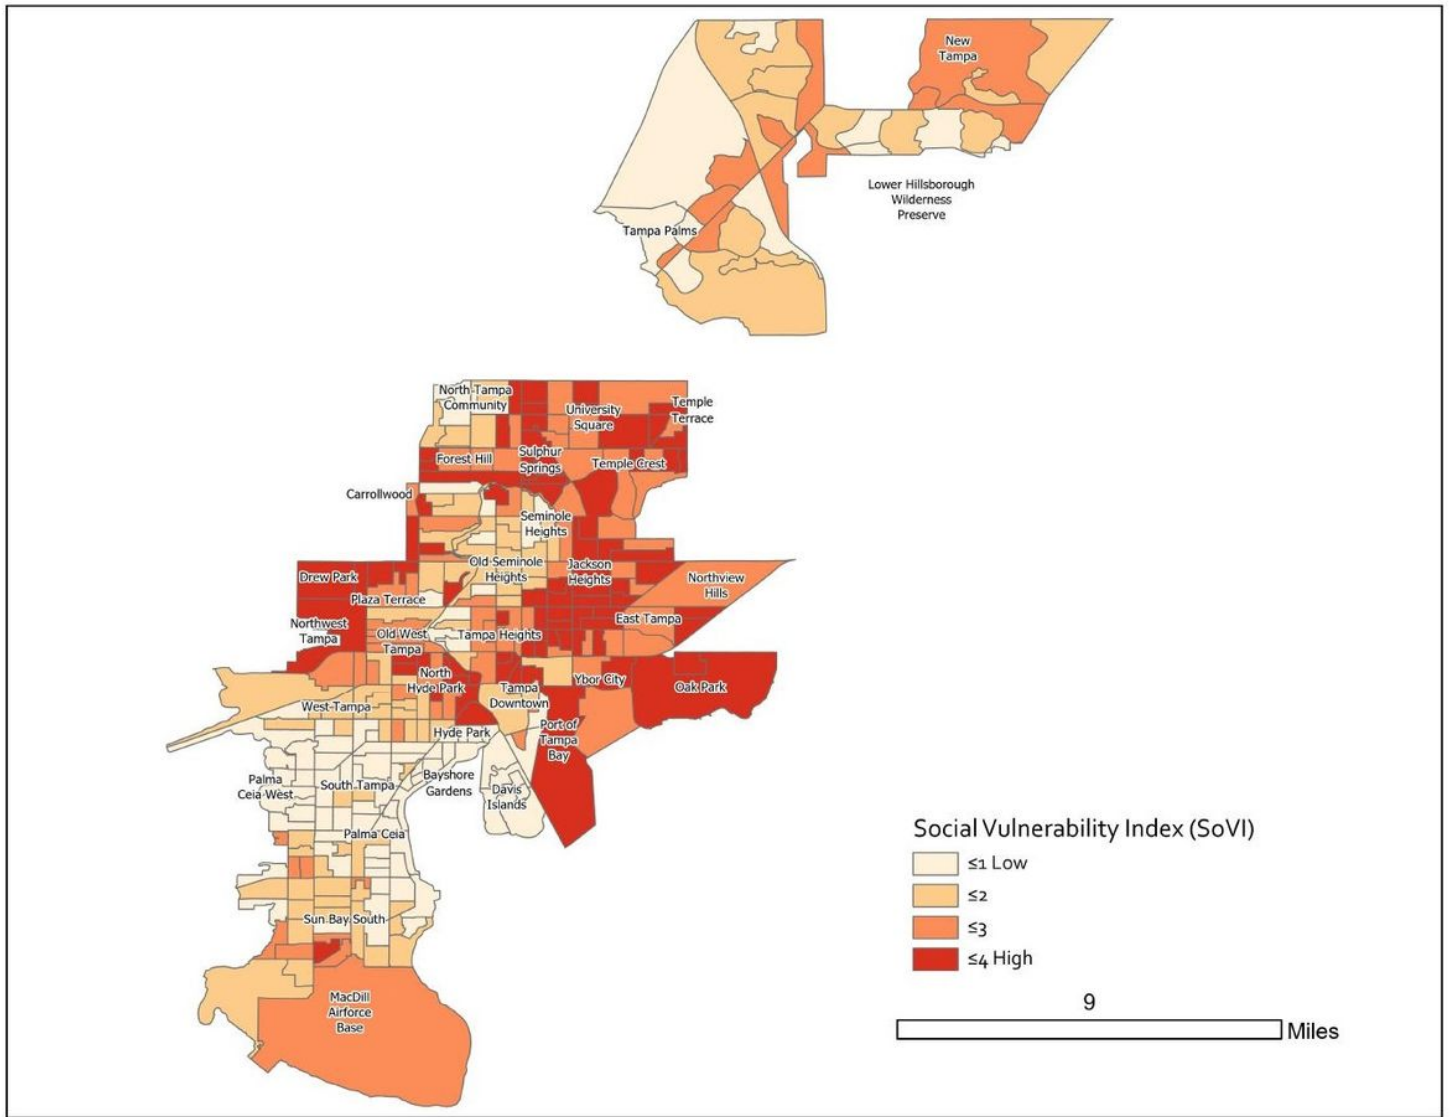 New
Tampa
Lower Hillsborough
Wilderness
Preserve
Tampa Palms
North Tampa
Community
University
Square
Temple
Terrace
Forest Hill
Sulphur
Springs
Temple Crest
Carrollwood
Seminole
Heights
Old Seminole
Heights
Jackson
Heights
Drew Park
Northview
Hills
Plaza Terrace
Northwest
Tampa
Old West
Tampa
Tampa Heights
East Tampa
North
Hyde Park
Ybor City
Oak Park
Tampa
Downtown
West Tampa
Hyde Park
Port of
Tampa
Bay
Palma
Ceia West
South Tampa
Bayshore
Gardens
Davis
Islands
Palma Ceia
Sun Bay South
MacDill
Airforce
Base
Social Vulnerability Index (SoVI)
≤1 Low
≤2
≤3
≤4 High
9
Miles